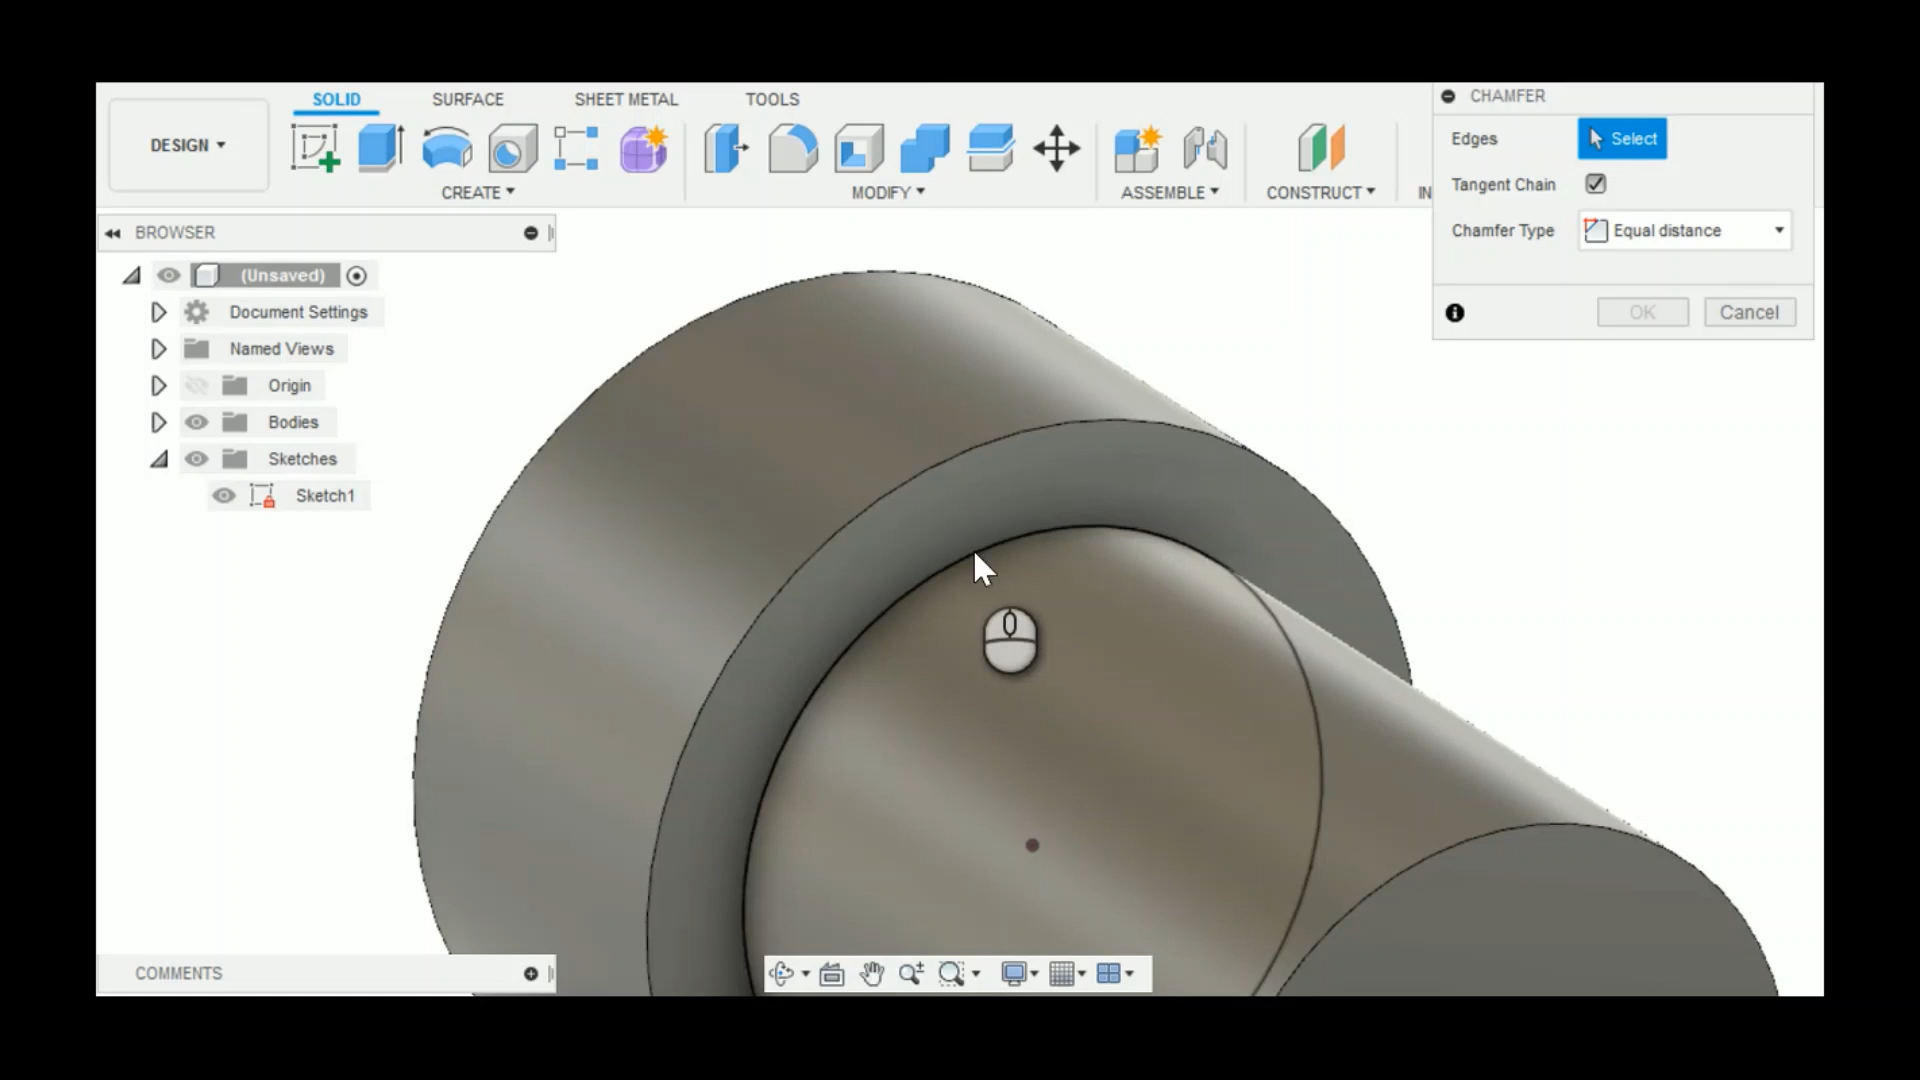 SOLID SURFACE SHEET METAL TOOLS
DESIGN
CREATE MODIFY ASSEMBLE CONSTRUCT IN
CHAMFER
Edges Select
Tangent Chain
Chamfer Type Equal distance
OK Cancel
BROWSER
(Unsaved)
Document Settings
Named Views
Origin
Bodies
Sketches
Sketch1
COMMENTS